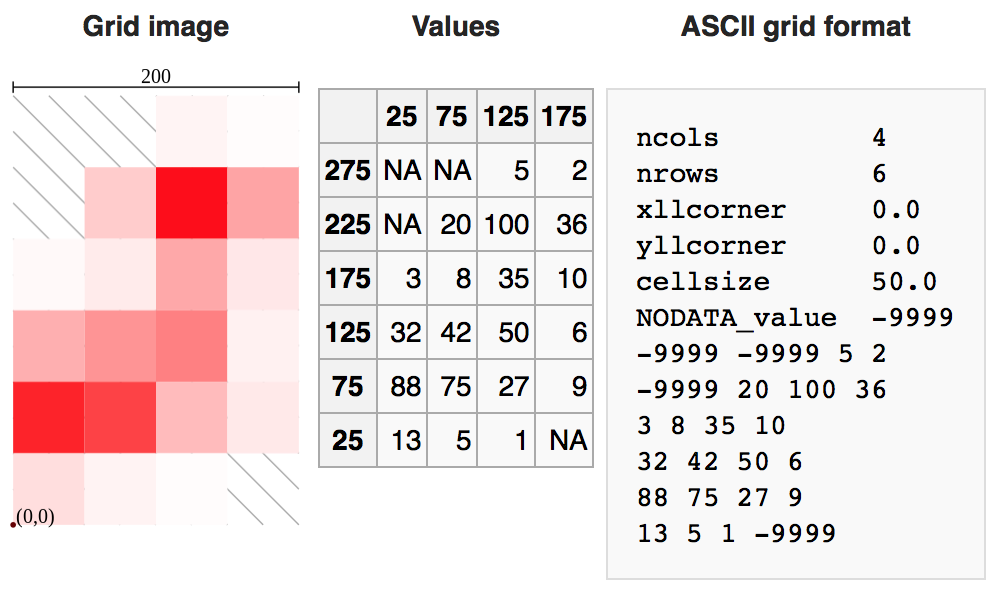 Grid image
200
(0,0)
Values
25 75 125 175
275 NA NA 5 2
225 NA 20 100 36
175 3 8 35 10
125 32 42 50 6
75 88 75 27 9
25 13 5 1 NA
ASCII grid format
ncols 4
nrows 6
xllcorner 0.0
yllcorner 0.0
cellsize 50.0
NODATA_value -9999
-9999 -9999 5 2
-9999 20 100 36
3 8 35 10
32 42 50 6
88 75 27 9
13 5 1 -9999